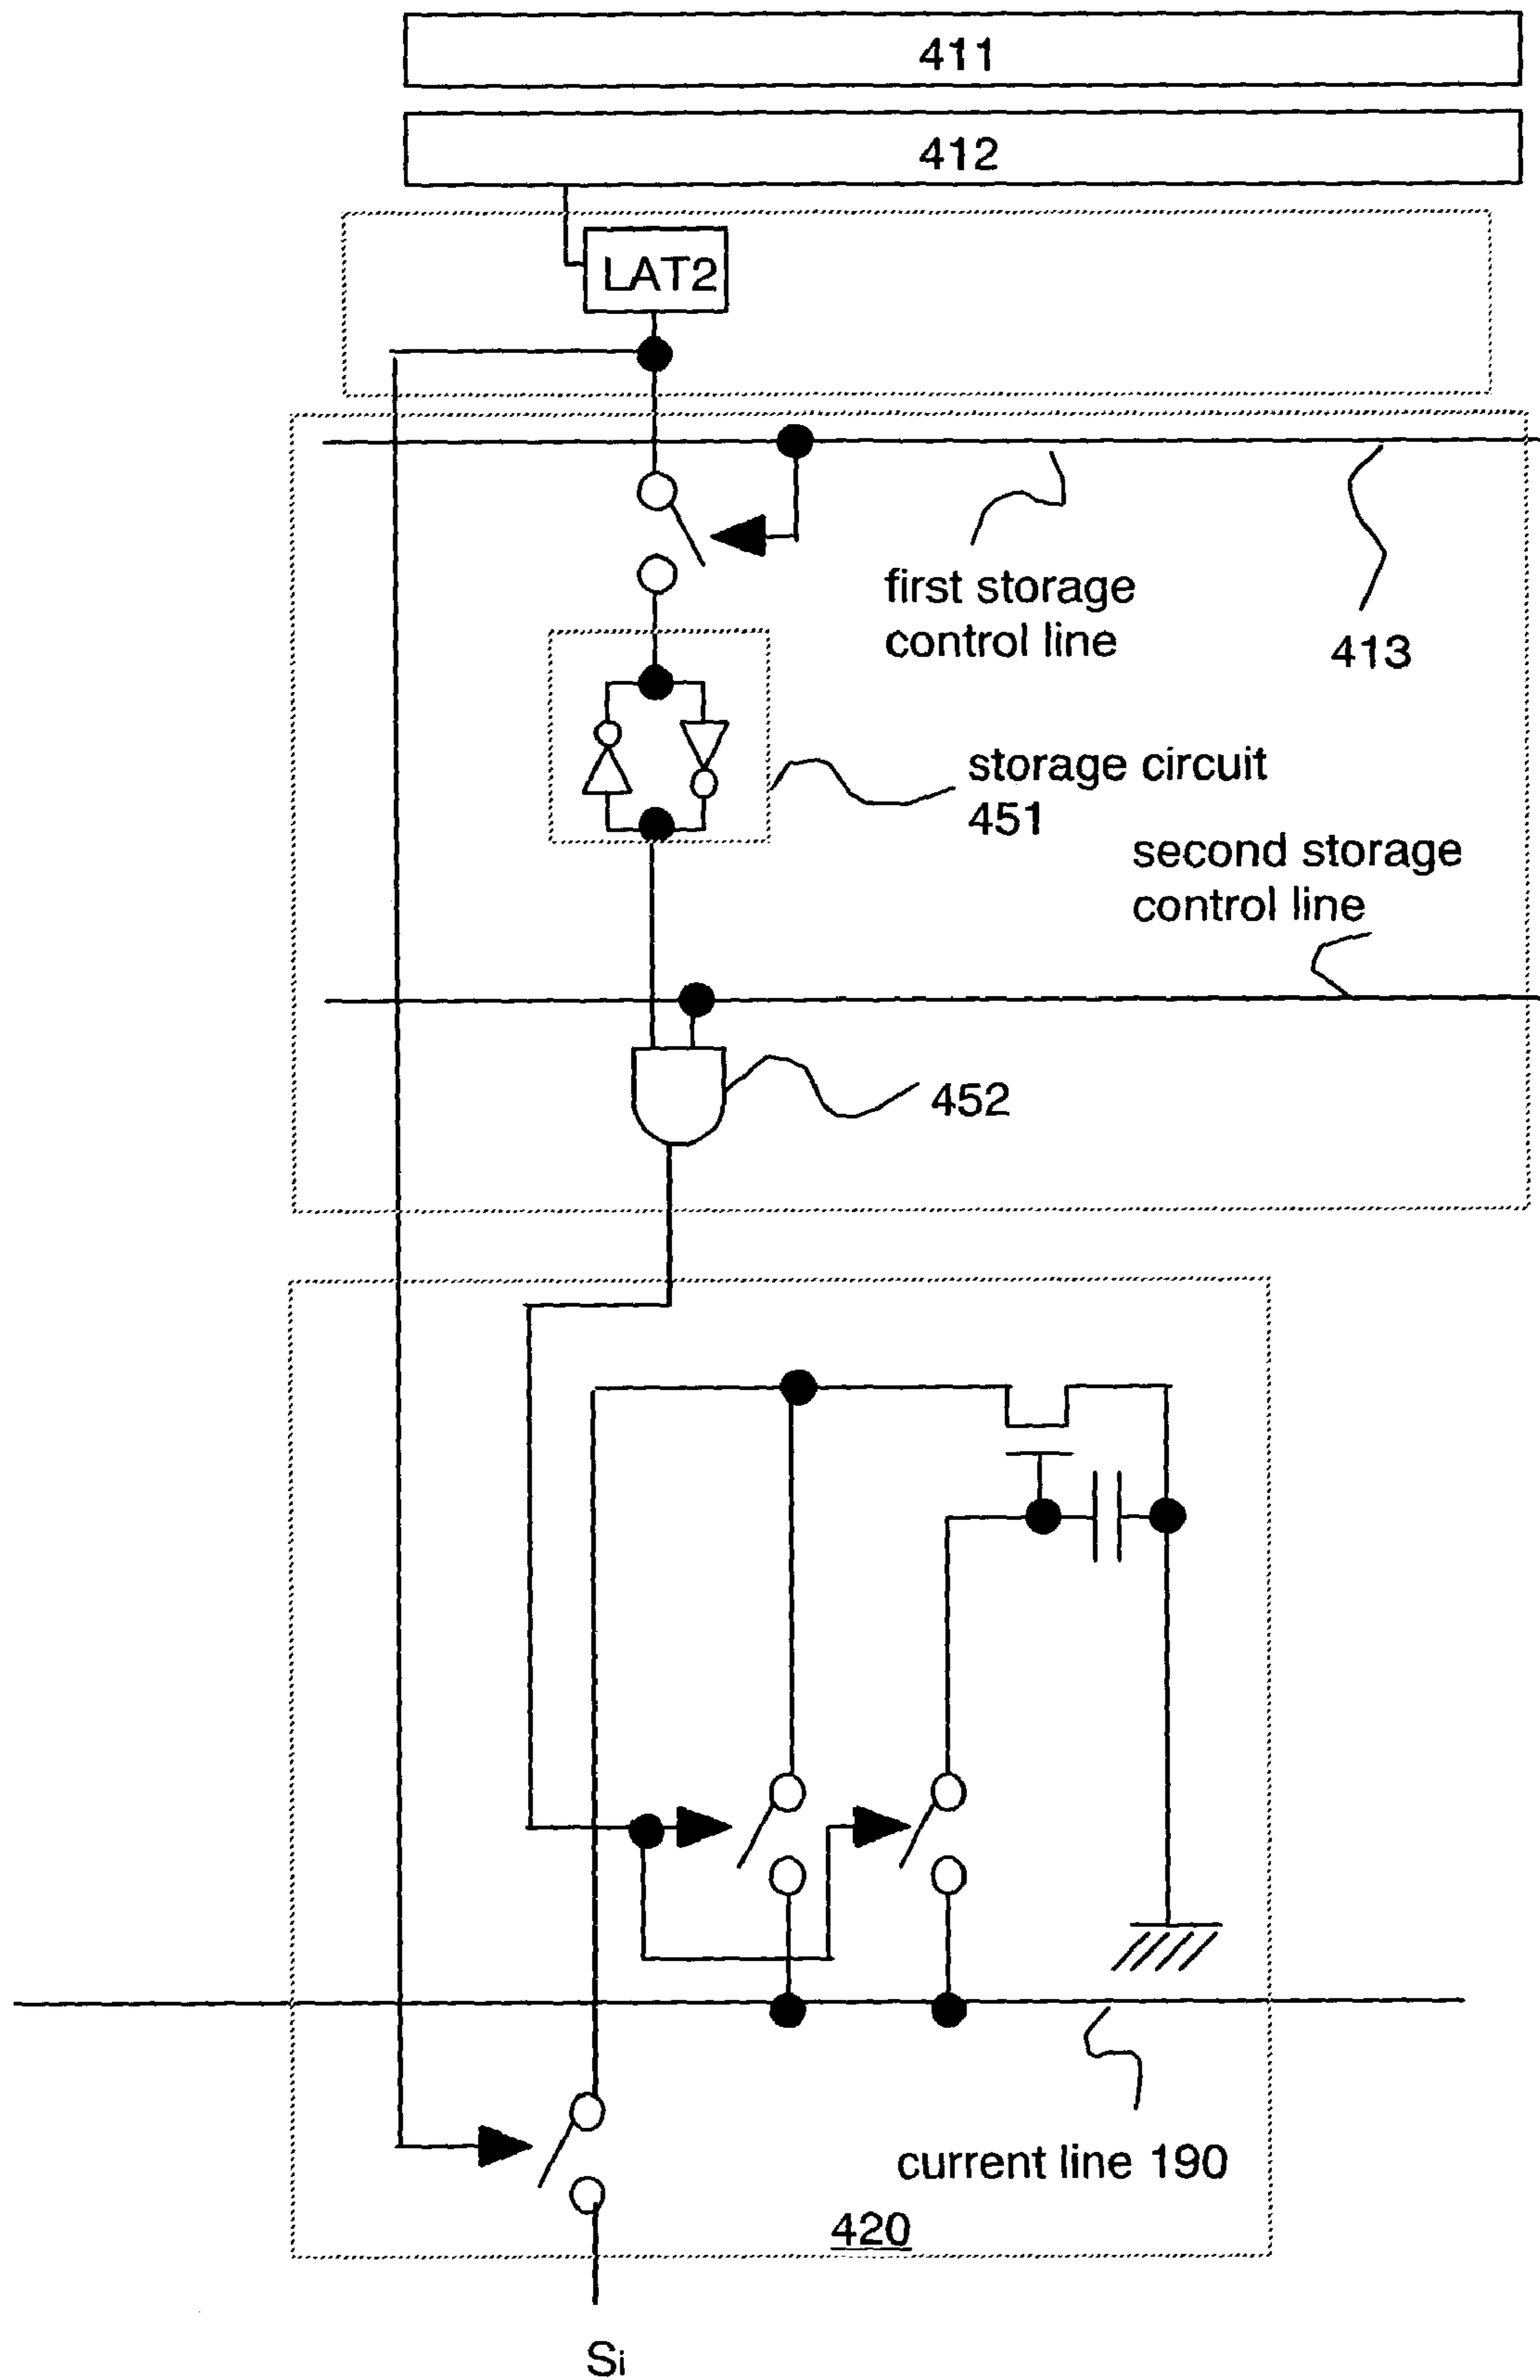 411
412
LAT2
first storage
control line
413
storage circuit
451
second storage
control line
452
current line 190
420
Si